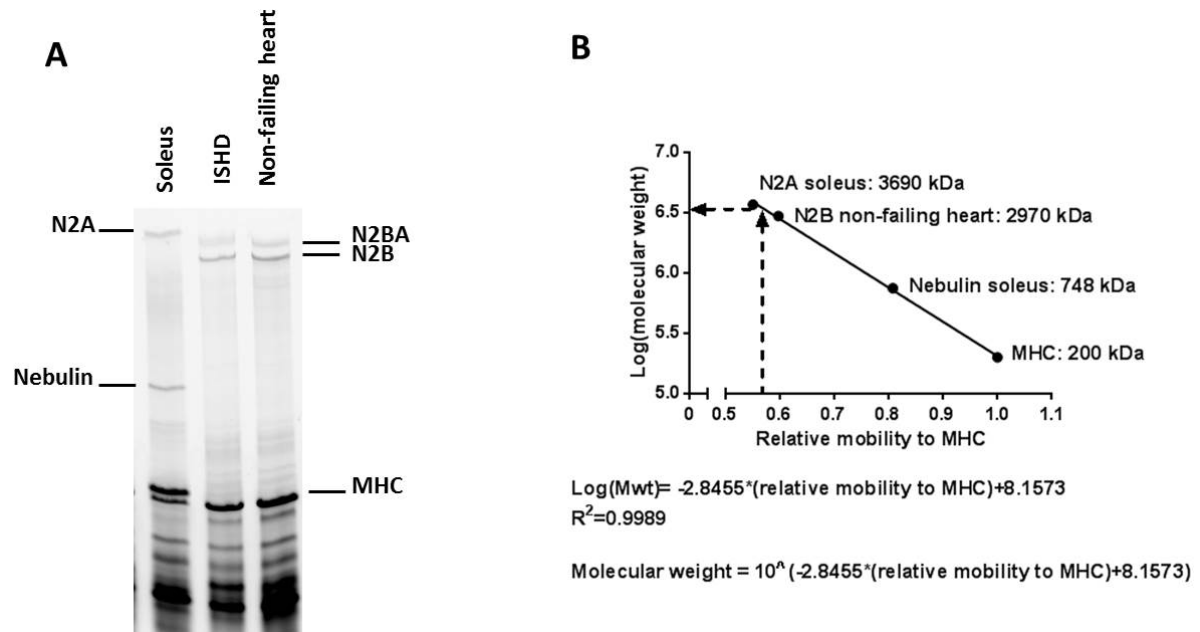 A
Soleus
ISHD
Non-failing heart
N2A
N2BA
N2B
Nebulin
MHC
B
Log(molecular weight)
7.0
6.5
6.0
5.5
5.0
N2A soleus: 3690 kDa
N2B non-failing heart: 2970 kDa
Nebulin soleus: 748 kDa
MHC: 200 kDa
0 0.5 0.6 0.7 0.8 0.9 1.0 1.1
Relative mobility to MHC
Log(Mwt)= -2.8455*(relative mobility to MHC)+8.1573
R²=0.9989
Molecular weight = 10^(-2.8455*(relative mobility to MHC)+8.1573)